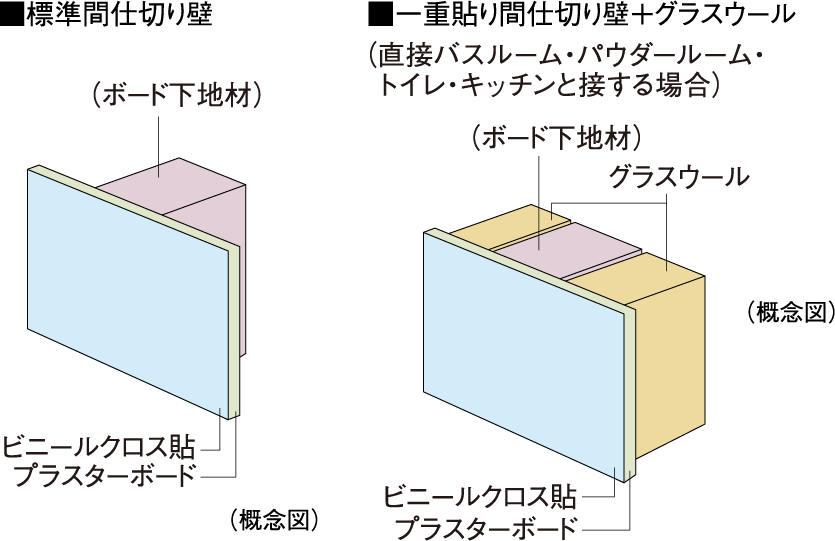 ■標準間仕切り壁
(ボード下地材)
ビニールクロス貼
プラスターボード
(概念図)
■一重貼り間仕切り壁＋グラスウール
(直接バスルーム・パウダールーム・
トイレ・キッチンと接する場合)
(ボード下地材)
グラスウール
(概念図)
ビニールクロス貼
プラスターボード